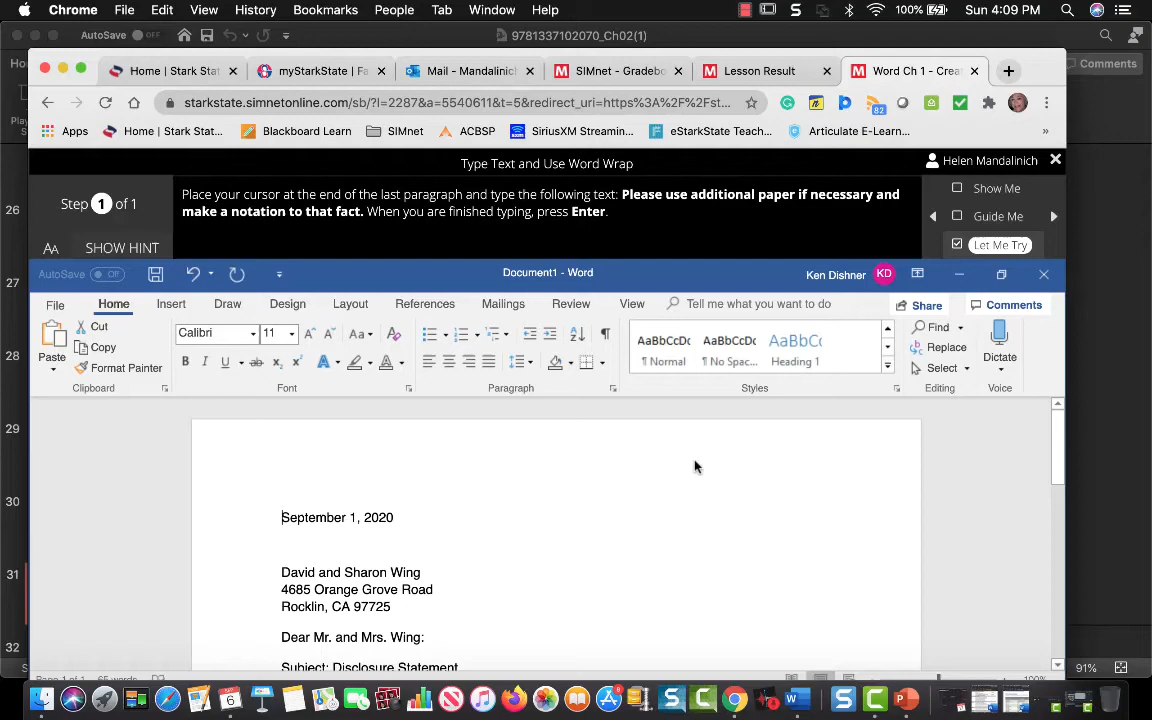 Chrome File Edit View History Bookmarks People Tab Window Help 100% Sun 4:09 PM
AutoSave OFF 9781337102070_Ch02(1)
Home | Stark Stat myStarkState | Fa Mail - Mandalinich SIMnet - Gradebo Lesson Result Word Ch 1 - Crea
Comments
starkstate.simnetonline.com/sb/?l=2287&a=5540611&t=5&redirect_uri=https%3A%2F%2Fst... 82
Apps Home | Stark Stat... Blackboard Learn SIMnet ACBSP SiriusXM Streamin... eStarkState Teach... Articulate E-Learn... »
Type Text and Use Word Wrap Helen Mandalinich
Step 1 of 1
Place your cursor at the end of the last paragraph and type the following text: Please use additional paper if necessary and
make a notation to that fact. When you are finished typing, press Enter.
Show Me
Guide Me
Let Me Try
AA SHOW HINT
AutoSave Off Document1 - Word Ken Dishner KD
File Home Insert Draw Design Layout References Mailings Review View Tell me what you want to do Share Comments
Paste Cut Copy Format Painter
Calibri 11
AaBbCcDc AaBbCcDc AaBbC
¶ Normal ¶ No Spac... Heading 1
Find Replace Select Dictate
Clipboard Font Paragraph Styles Editing Voice
September 1, 2020
David and Sharon Wing
4685 Orange Grove Road
Rocklin, CA 97725
Dear Mr. and Mrs. Wing:
Subject: Disclosure Statement
26
27
28
29
30
31
32
91%